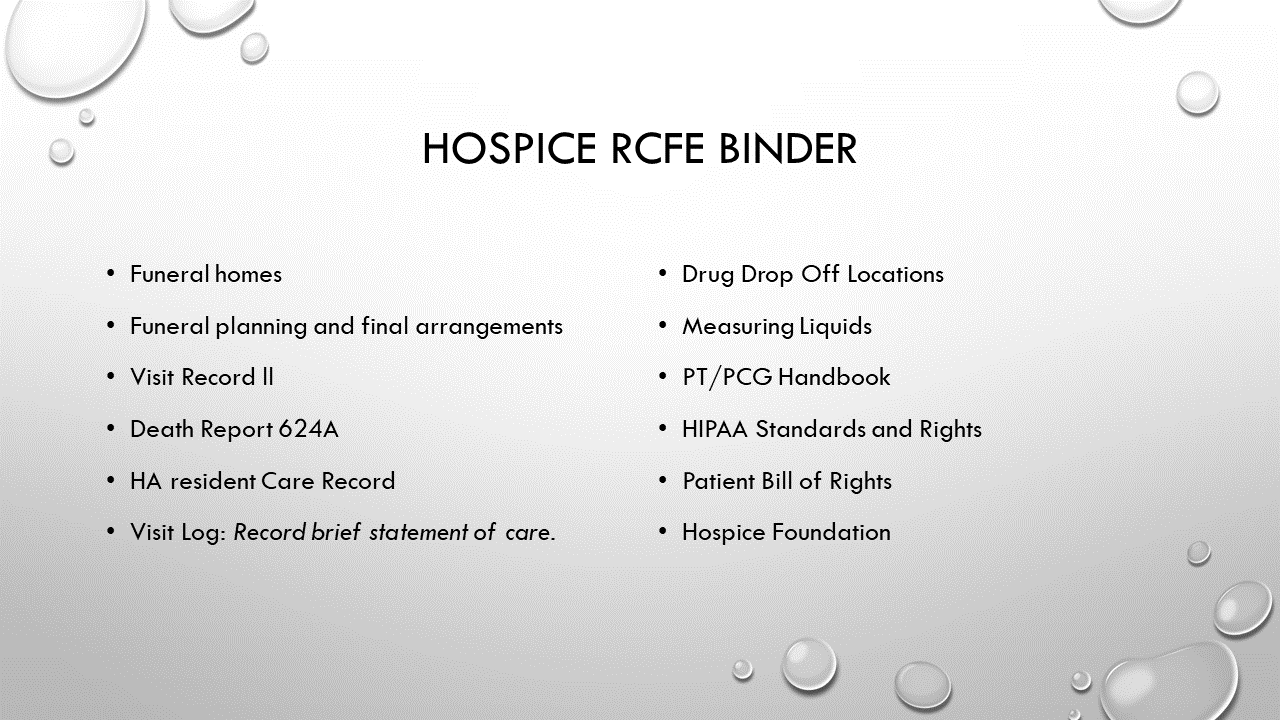 HOSPICE RCFE BINDER
• Funeral homes
• Funeral planning and final arrangements
• Visit Record ll
• Death Report 624A
• HA resident Care Record
• Visit Log: Record brief statement of care.
• Drug Drop Off Locations
• Measuring Liquids
• PT/PCG Handbook
• HIPAA Standards and Rights
• Patient Bill of Rights
• Hospice Foundation